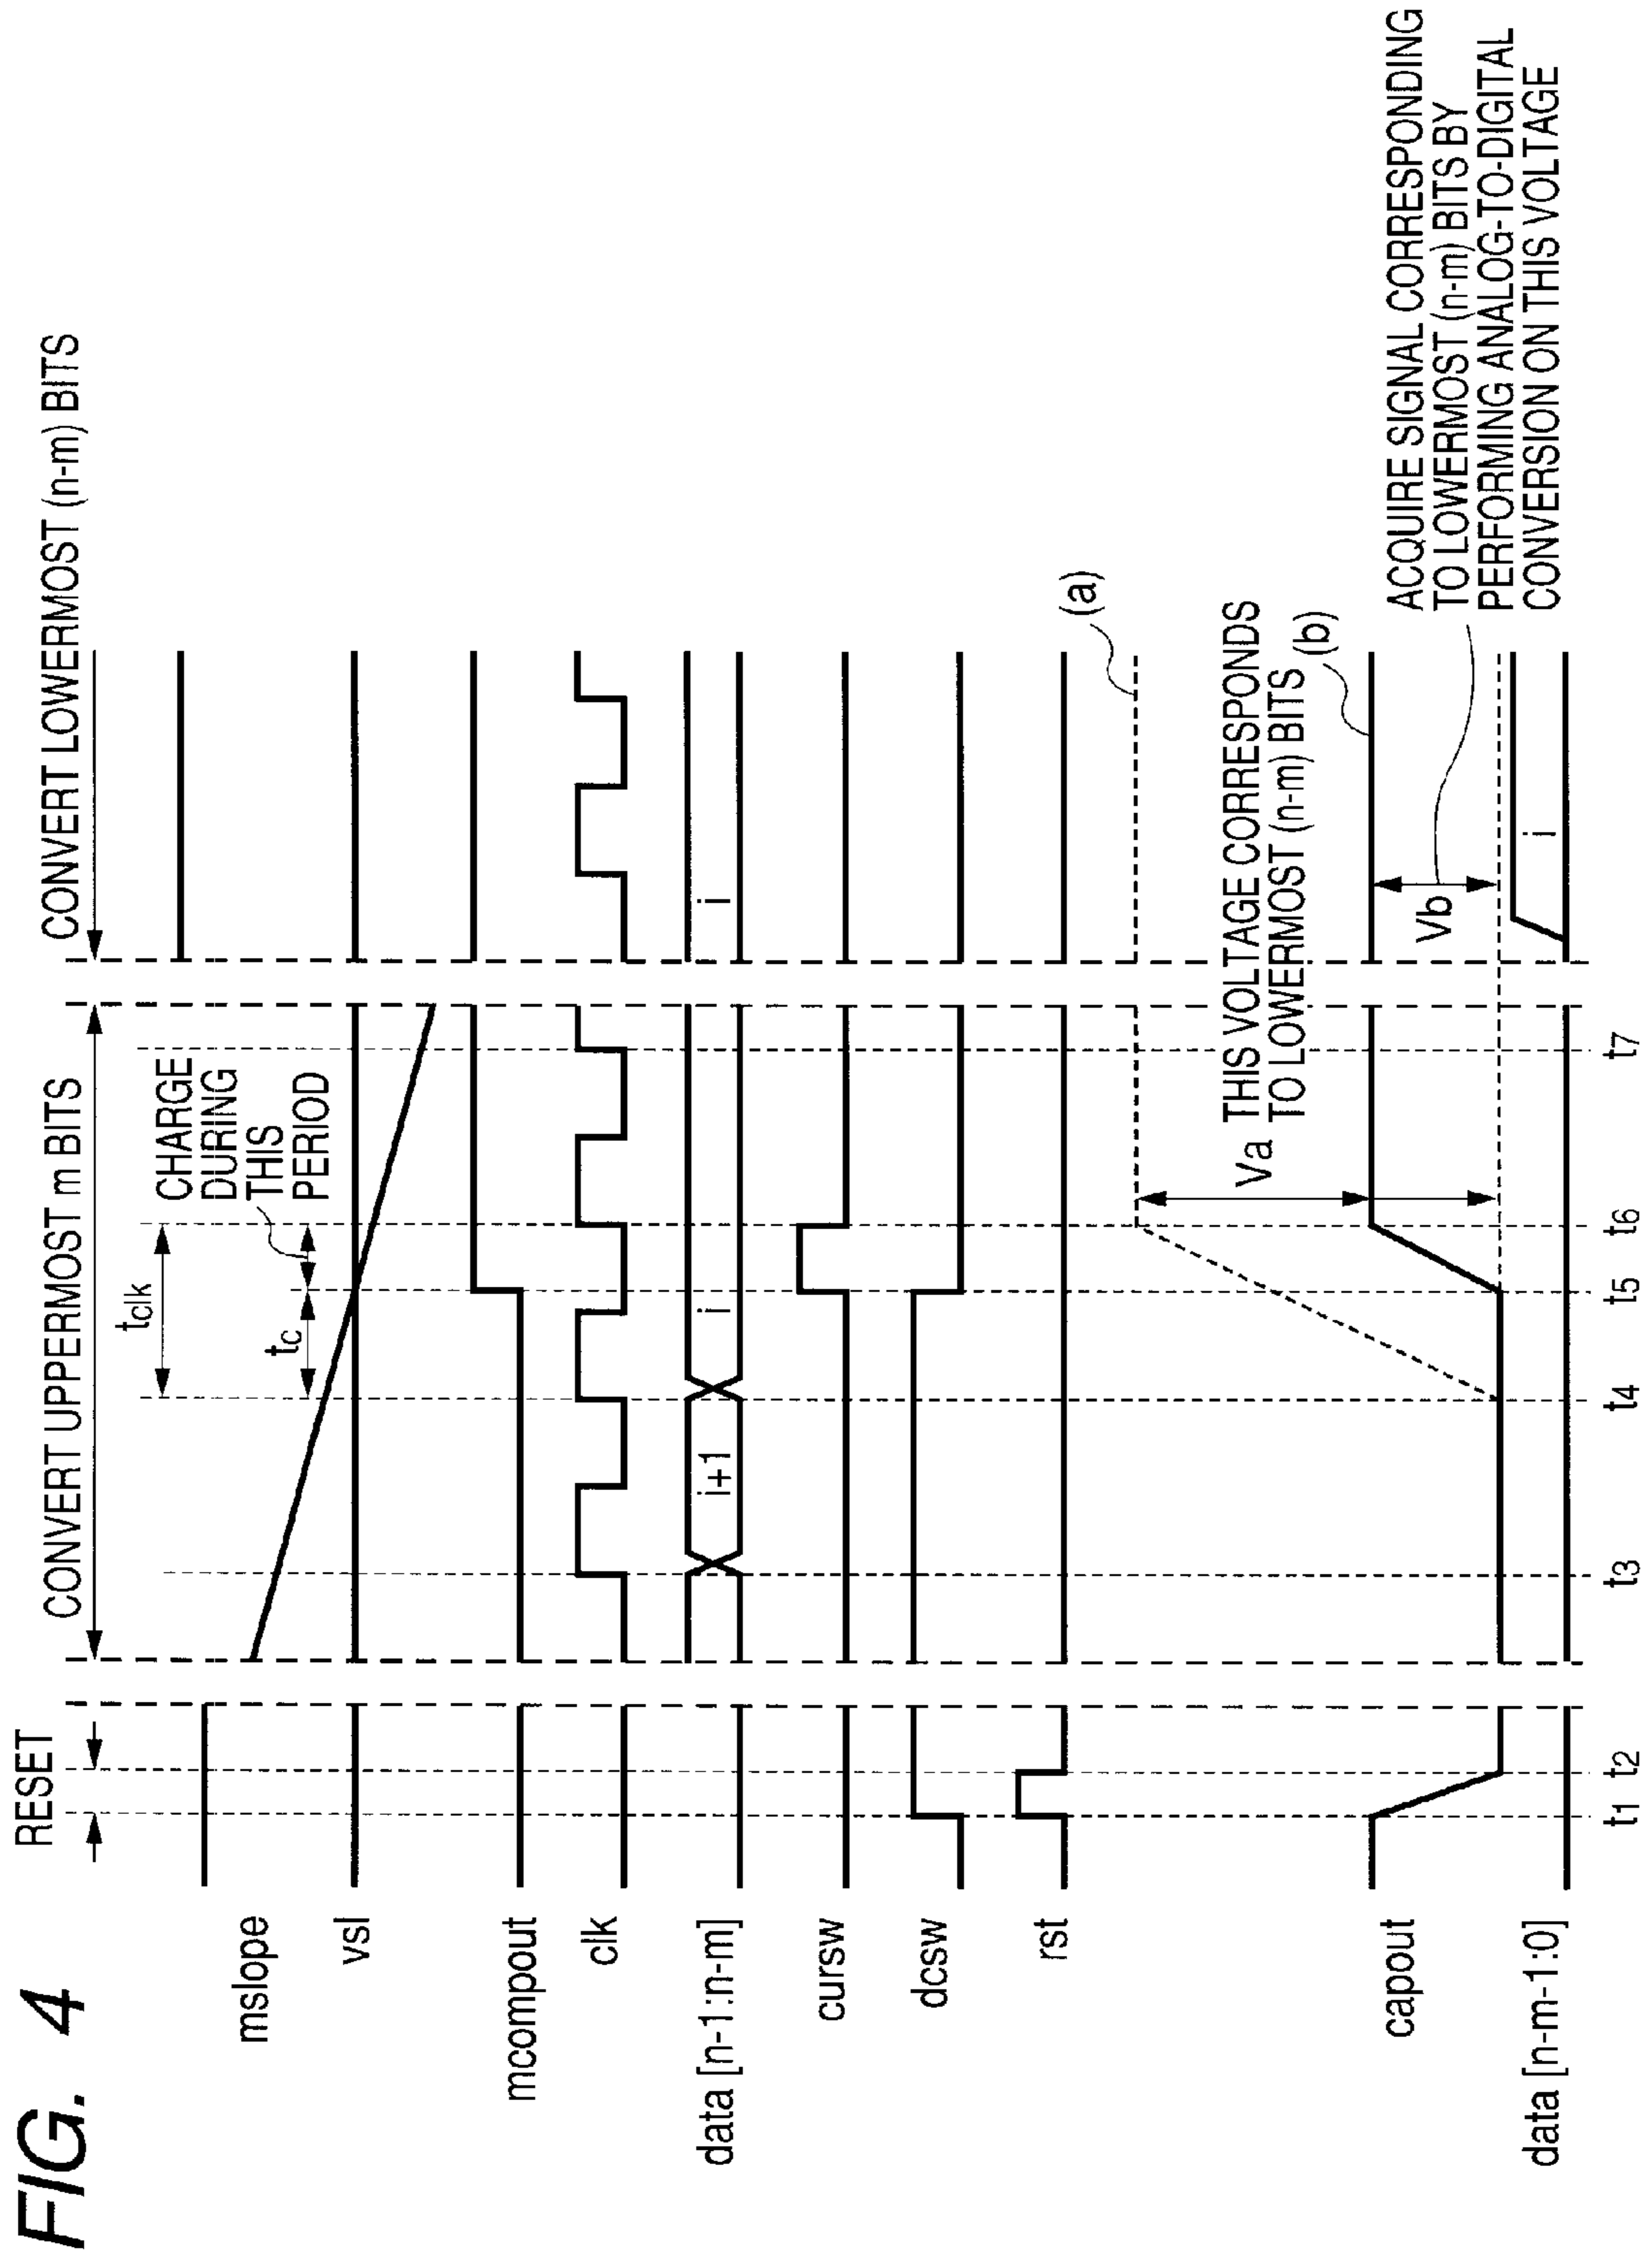 FIG. 4
RESET
CONVERT UPPERMOST m BITS
CONVERT LOWERMOST (n-m) BITS
tclk
CHARGE
DURING
THIS
PERIOD
tc
mslope
vsl
mcompout
clk
data [n-1:n-m]
i+1
i
i
cursw
dcsw
rst
(a)
Va
THIS VOLTAGE CORRESPONDS
TO LOWERMOST (n-m) BITS
(b)
capout
Vb
ACQUIRE SIGNAL CORRESPONDING
TO LOWERMOST (n-m) BITS BY
PERFORMING ANALOG-TO-DIGITAL
CONVERSION ON THIS VOLTAGE
data [n-m-1:0]
i
t1
t2
t3
t4
t5
t6
t7